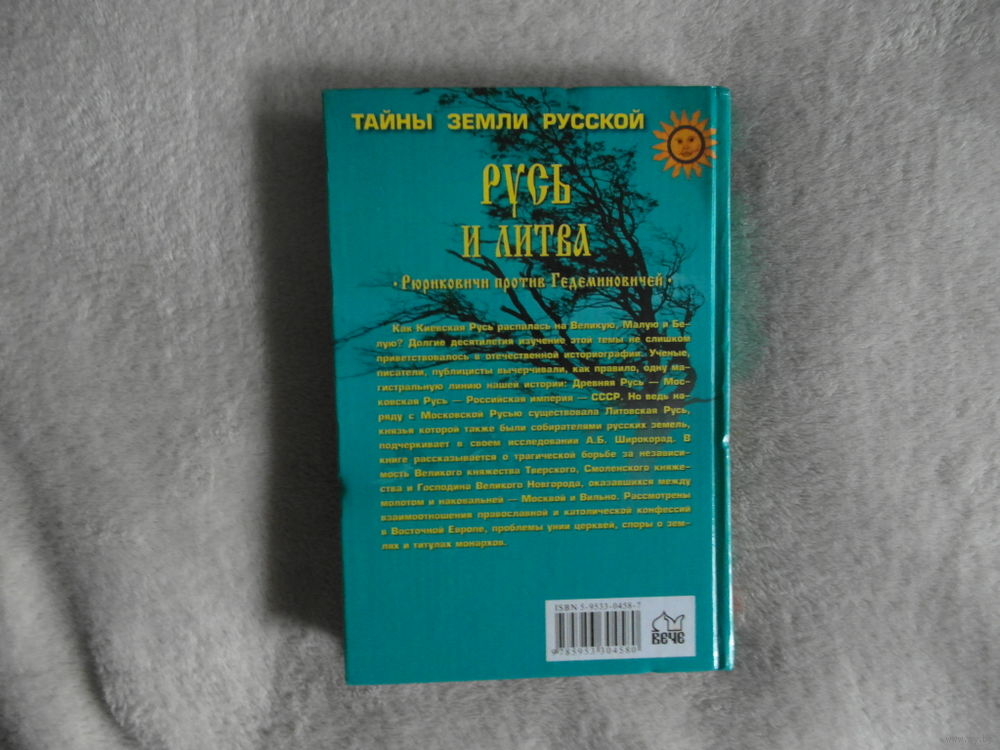 ТАЙНЫ ЗЕМЛИ РУССКОЙ
РУСЬ
И ЛИТВА
• Рюриковичи против Гедеминовичей •
Как Киевская Русь распалась на Великую, Малую и Бе-
лую? Долгие десятилетия изучение этой темы не слишком
приветствовалось в отечественной историографии. Ученые,
писатели, публицисты вычерчивали, как правило, одну ма-
гистральную линию нашей истории: Древняя Русь — Мос-
ковская Русь — Российская империя — СССР. Но ведь на-
ряду с Московской Русью существовала Литовская Русь,
князья которой также были собирателями русских земель,
подчеркивает в своем исследовании А.Б. Широкорад. В
книге рассказывается о трагической борьбе за независи-
мость Великого княжества Тверского, Смоленского княже-
ства и Господина Великого Новгорода, оказавшихся между
молотом и наковальней — Москвой и Вильно. Рассмотрены
взаимоотношения православной и католической конфессий
в Восточной Европе, проблемы унии церквей, споры о зем-
лях и титулах монархов.
ISBN 5-9533-0458-7
9785953304580
ВЕЧЕ